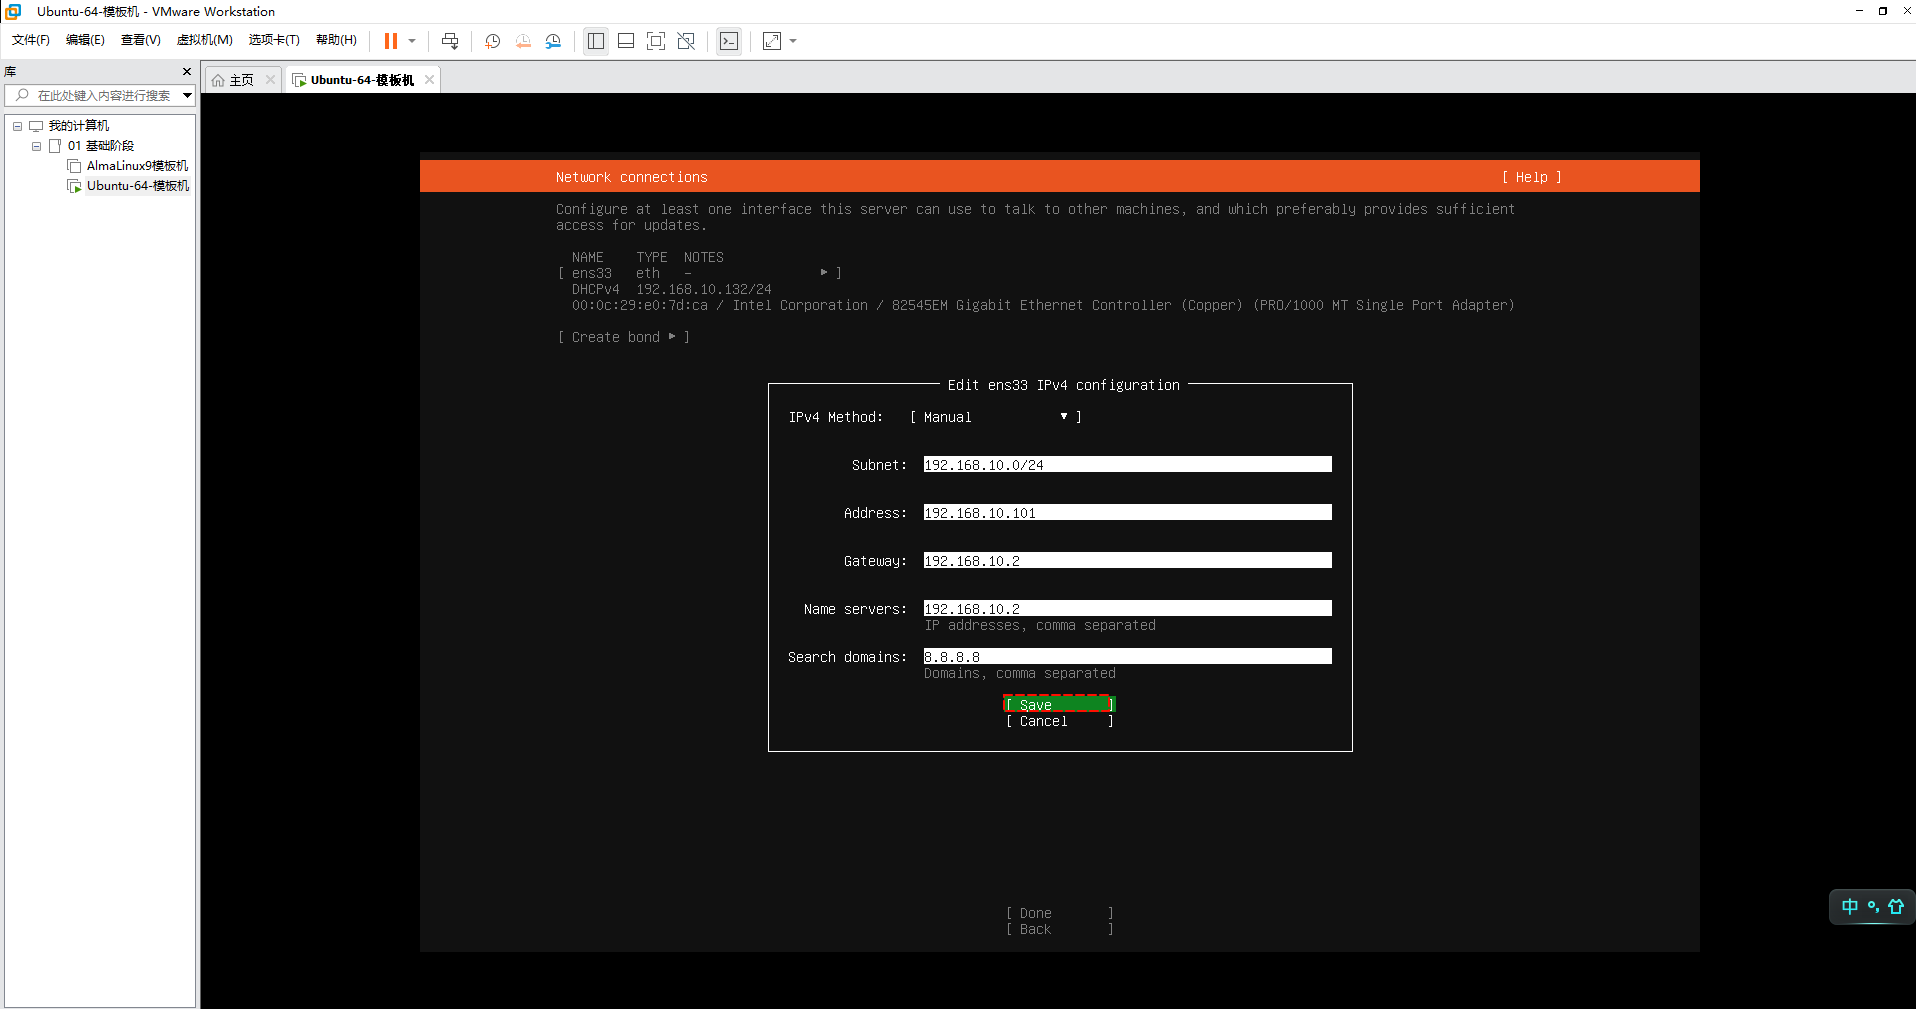 Ubuntu-64-模板机 - VMware Workstation
文件(F) 编辑(E) 查看(V) 虚拟机(M) 选项卡(T) 帮助(H)
库
在此处键入内容进行搜索
我的计算机
01 基础阶段
AlmaLinux9模板机
Ubuntu-64-模板机
主页
Ubuntu-64-模板机
Network connections [ Help ]
Configure at least one interface this server can use to talk to other machines, and which preferably provides sufficient
access for updates.
NAME TYPE NOTES
[ ens33 eth – ▸ ]
DHCPv4 192.168.10.132/24
00:0c:29:e0:7d:ca / Intel Corporation / 82545EM Gigabit Ethernet Controller (Copper) (PRO/1000 MT Single Port Adapter)
[ Create bond ▸ ]
Edit ens33 IPv4 configuration
IPv4 Method: [ Manual ▾ ]
Subnet: 192.168.10.0/24
Address: 192.168.10.101
Gateway: 192.168.10.2
Name servers: 192.168.10.2
IP addresses, comma separated
Search domains: 8.8.8.8
Domains, comma separated
[ Save ]
[ Cancel ]
[ Done ]
[ Back ]
中 °,